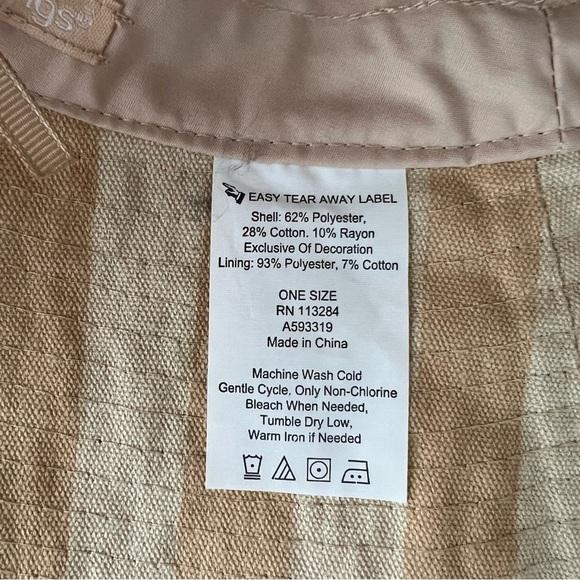 ngs®
EASY TEAR AWAY LABEL
Shell: 62% Polyester,
28% Cotton. 10% Rayon
Exclusive Of Decoration
Lining: 93% Polyester, 7% Cotton
ONE SIZE
RN 113284
A593319
Made in China
Machine Wash Cold
Gentle Cycle, Only Non-Chlorine
Bleach When Needed,
Tumble Dry Low,
Warm Iron if Needed